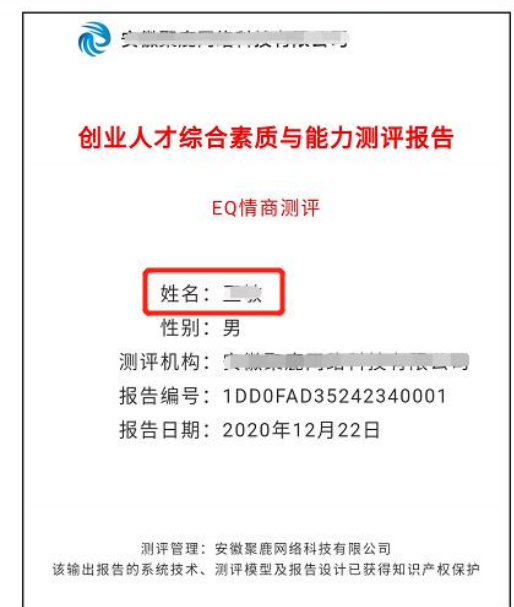 创业人才综合素质与能力测评报告
EQ情商测评
姓名：
性别：男
测评机构：
报告编号：1DD0FAD35242340001
报告日期：2020年12月22日
测评管理：安徽聚鹿网络科技有限公司
该输出报告的系统技术、测评模型及报告设计已获得知识产权保护